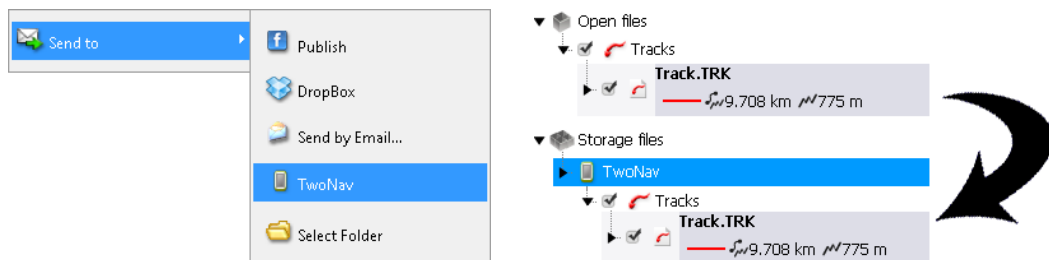 Send to
Publish
DropBox
Send by Email...
TwoNav
Select Folder
Open files
Tracks
Track.TRK
9.708 km 775 m
Storage files
TwoNav
Tracks
Track.TRK
9.708 km 775 m